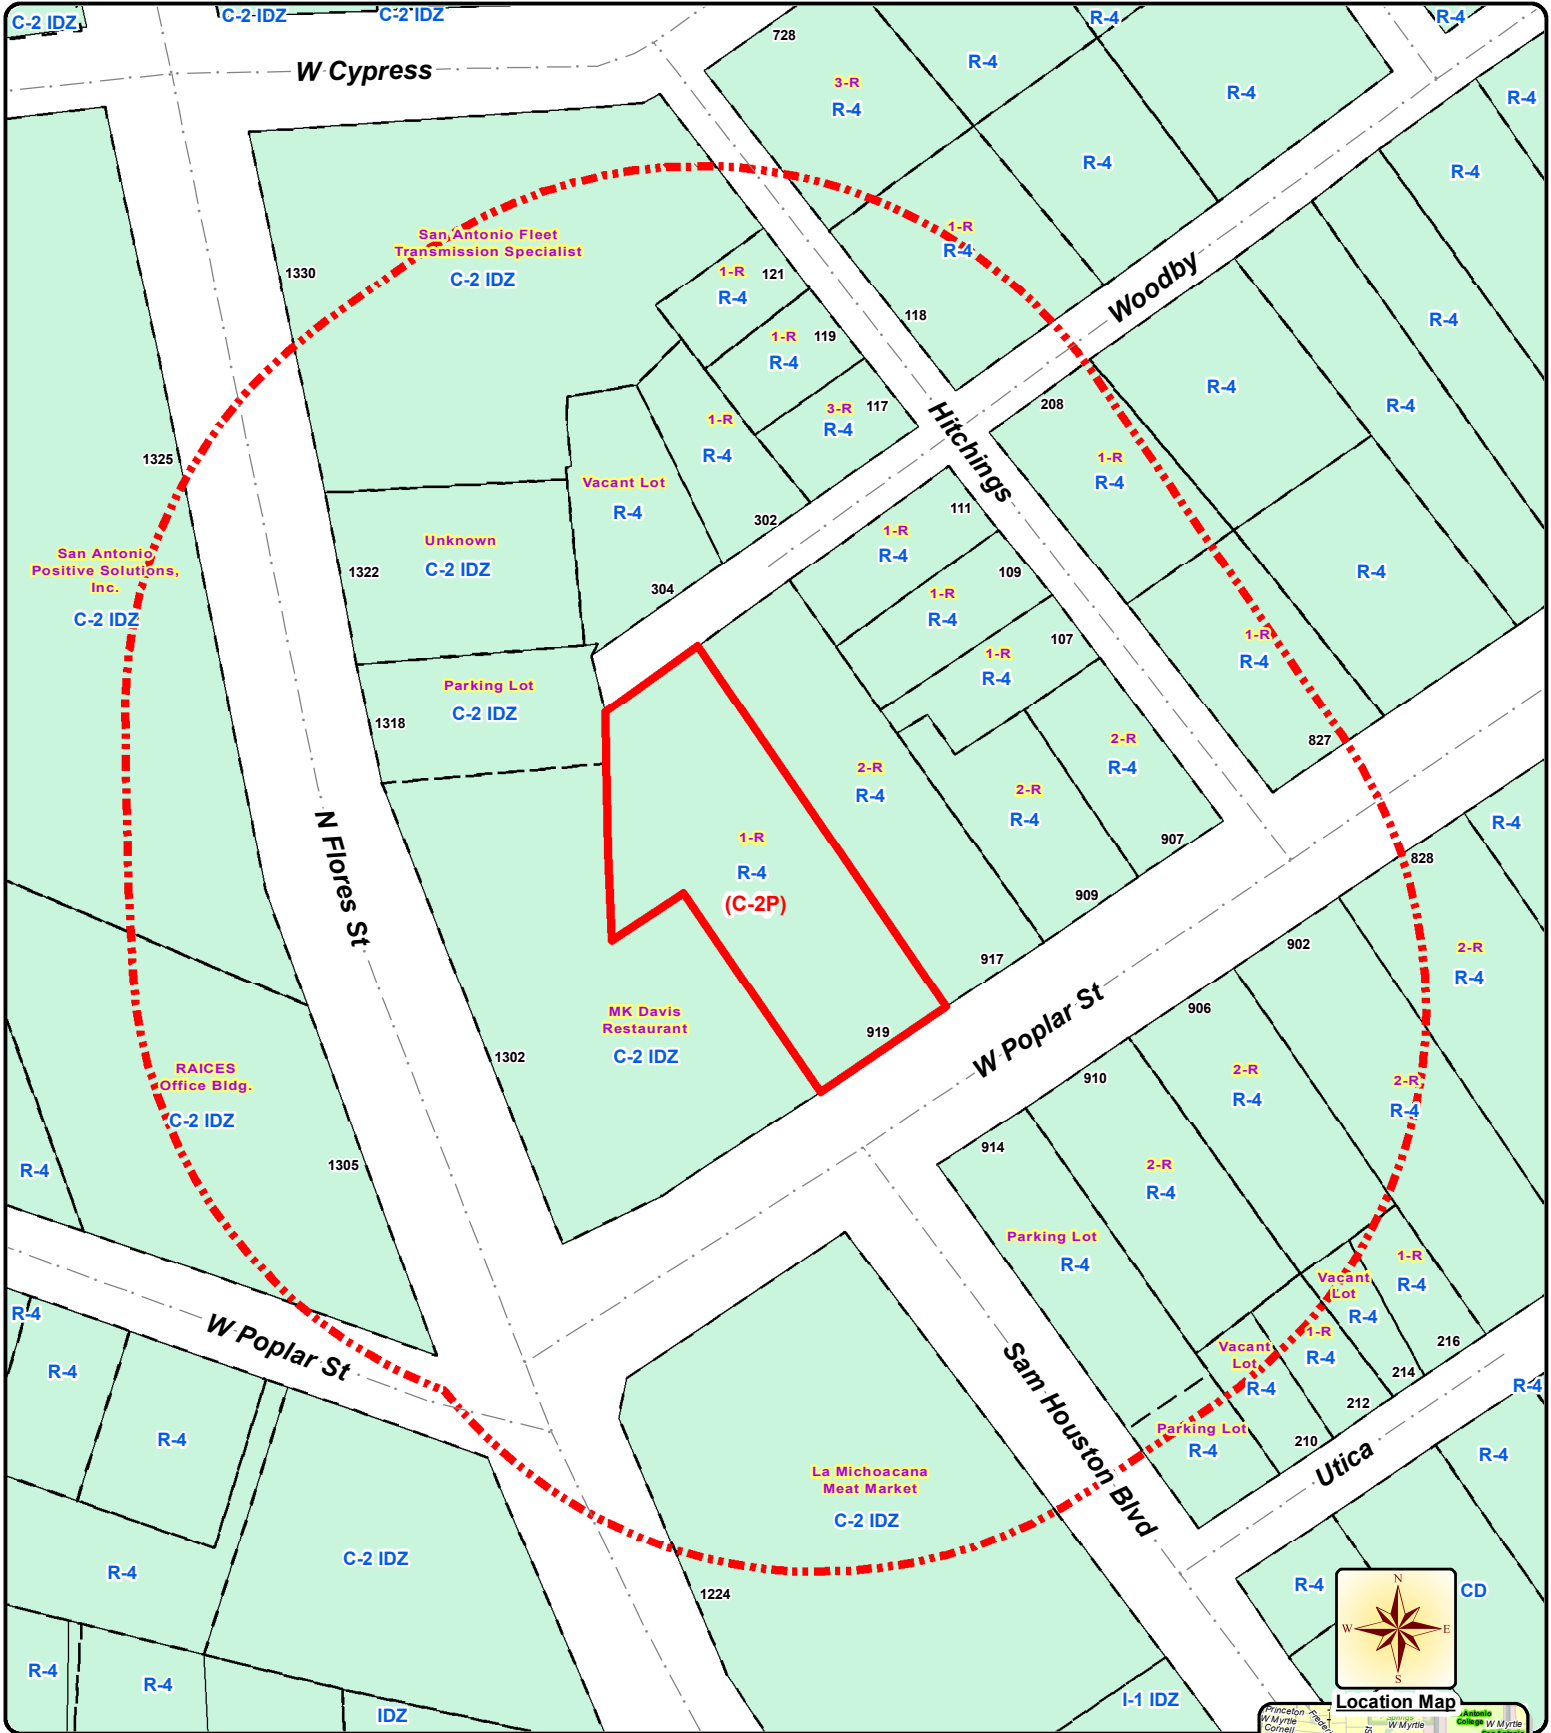 C-2 IDZ
C-2 IDZ
C-2 IDZ
R-4
R-4
728
W Cypress
R-4
3-R
R-4
R-4
R-4
R-4
R-4
1-R
R-4
San Antonio Fleet
Transmission Specialist
C-2 IDZ
1330
1-R
R-4
121
118
Woodby
R-4
1-R
R-4
119
R-4
208
R-4
3-R
R-4
117
Hitchings
1-R
R-4
1325
1-R
R-4
Vacant Lot
R-4
302
111
1-R
R-4
Unknown
C-2 IDZ
1322
San Antonio
Positive Solutions,
Inc.
C-2 IDZ
304
109
1-R
R-4
R-4
107
1-R
R-4
1-R
R-4
Parking Lot
C-2 IDZ
1318
827
2-R
R-4
2-R
R-4
2-R
R-4
R-4
N Flores St
1-R
R-4
(C-2P)
907
828
909
917
902
2-R
R-4
919
W Poplar St
906
MK Davis
Restaurant
C-2 IDZ
1302
910
2-R
R-4
2-R
R-4
RAICES
Office Bldg.
C-2 IDZ
1305
R-4
914
2-R
R-4
Parking Lot
R-4
1-R
R-4
Vacant
Lot
R-4
R-4
W Poplar St
1-R
R-4
216
Vacant
Lot
R-4
214
R-4
R-4
212
Sam Houston Blvd
Parking Lot
R-4
210
R-4
Utica
R-4
La Michoacana
Meat Market
C-2 IDZ
C-2 IDZ
R-4
1224
R-4
CD
N
W
E
S
R-4
R-4
IDZ
I-1 IDZ
Location Map
Princeton
W Myrtle
Cornell
W Myrtle
Antonio
College
W Myrtle